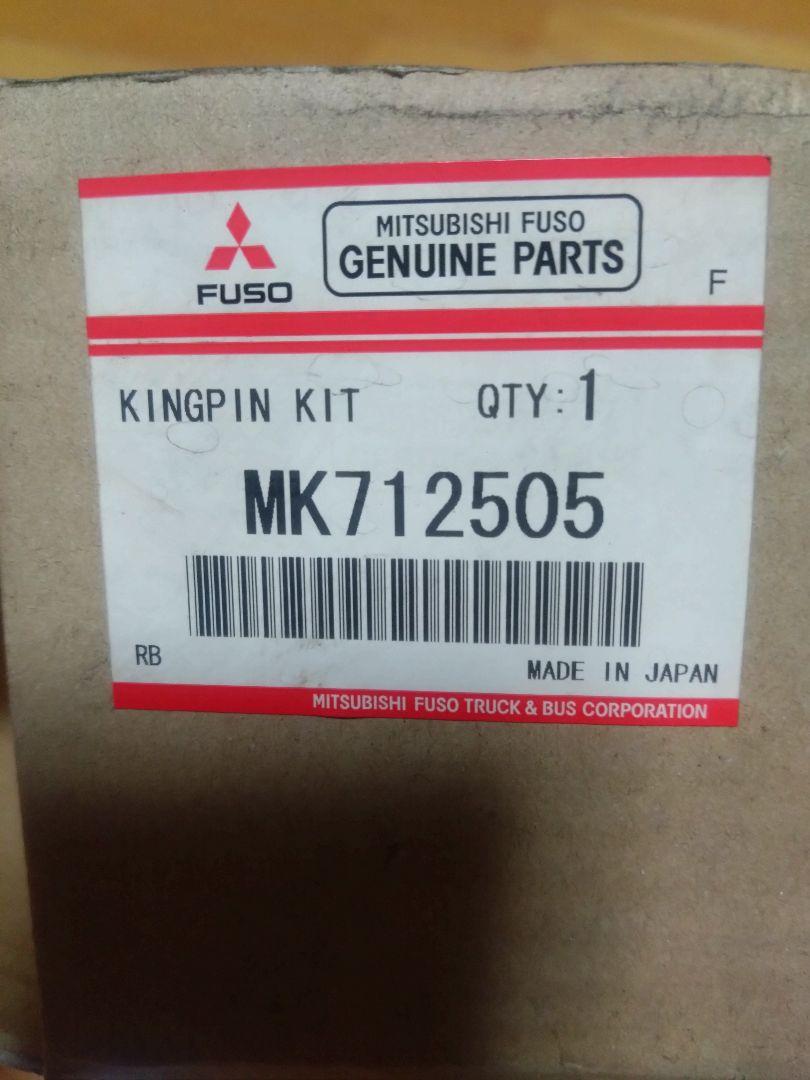 MITSUBISHI FUSO
GENUINE PARTS
FUSO
F
KINGPIN KIT QTY:1
MK712505
RB
MADE IN JAPAN
MITSUBISHI FUSO TRUCK & BUS CORPORATION